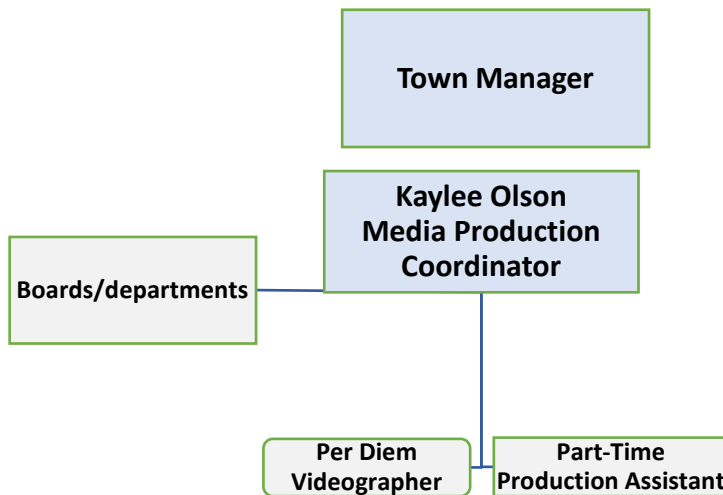 Town Manager
Kaylee Olson
Media Production
Coordinator
Boards/departments
Per Diem
Videographer
Part-Time
Production Assistant